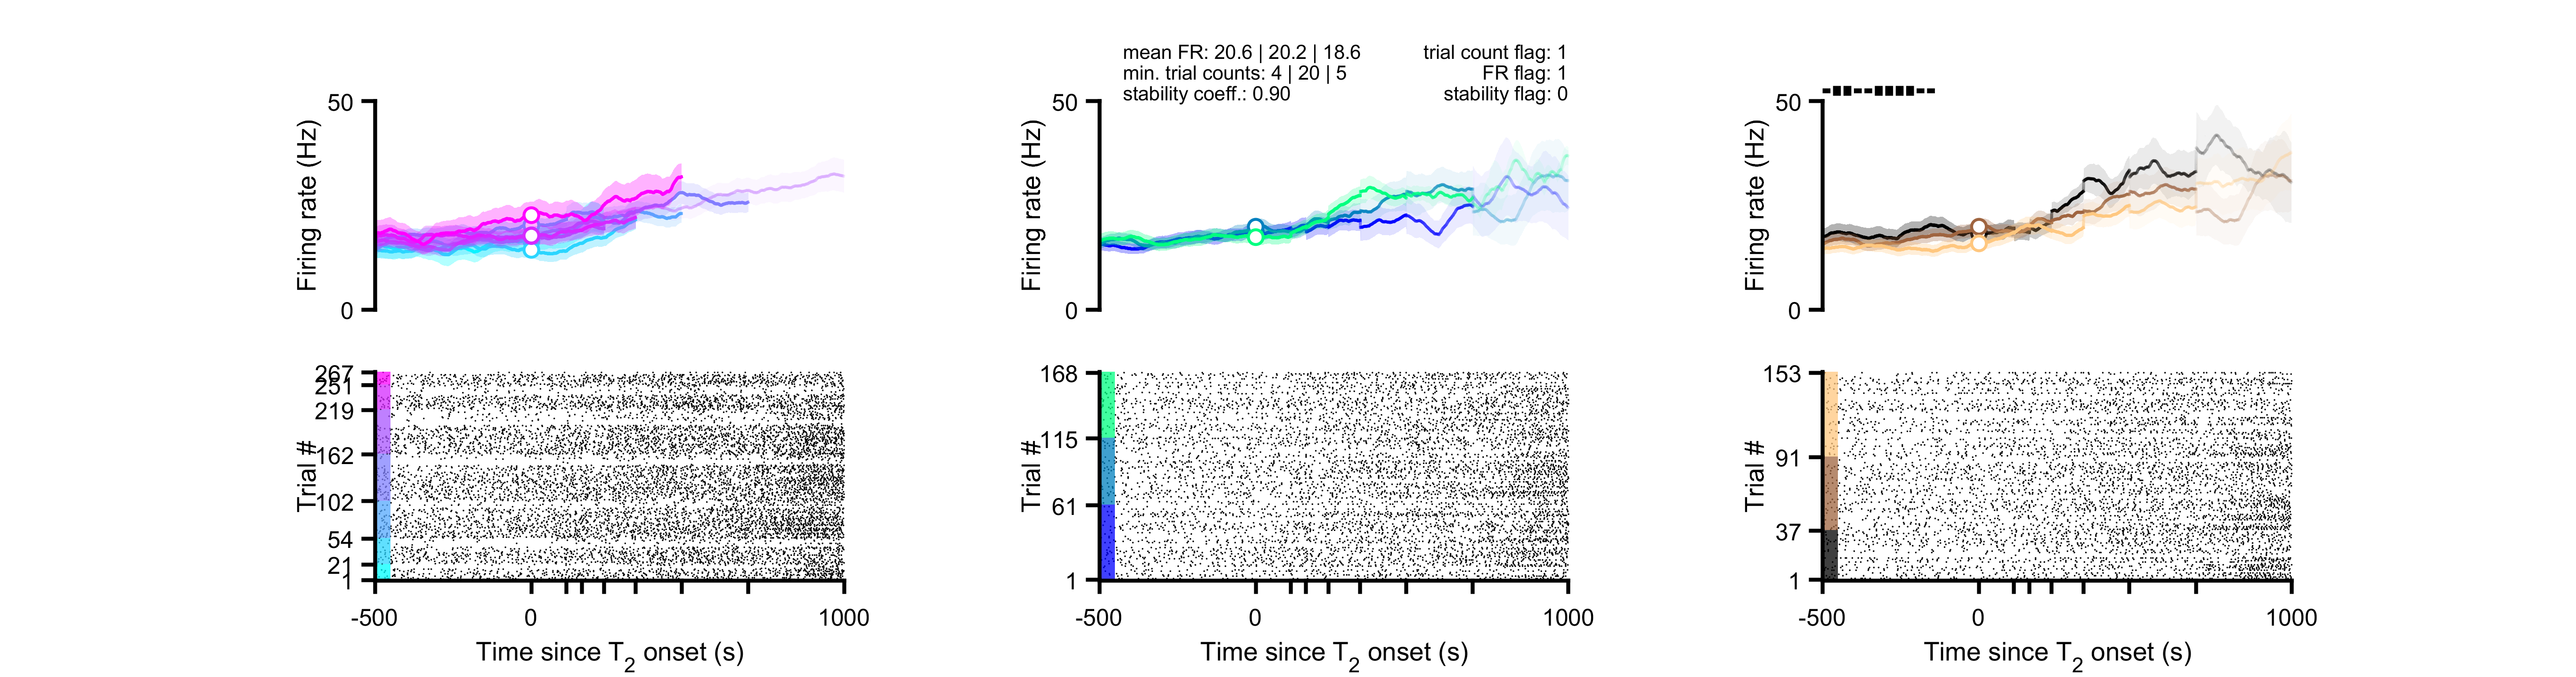 mean FR: 20.6 | 20.2 | 18.6
min. trial counts: 4 | 20 | 5
stability coeff.: 0.90
trial count flag: 1
FR flag: 1
stability flag: 0
50
Firing rate (Hz)
0
50
Firing rate (Hz)
0
50
Firing rate (Hz)
0
267
251
219
162
102
54
21
1
Trial #
-500
0
1000
Time since T2 onset (s)
168
115
61
1
Trial #
-500
0
1000
Time since T2 onset (s)
153
91
37
1
Trial #
-500
0
1000
Time since T2 onset (s)